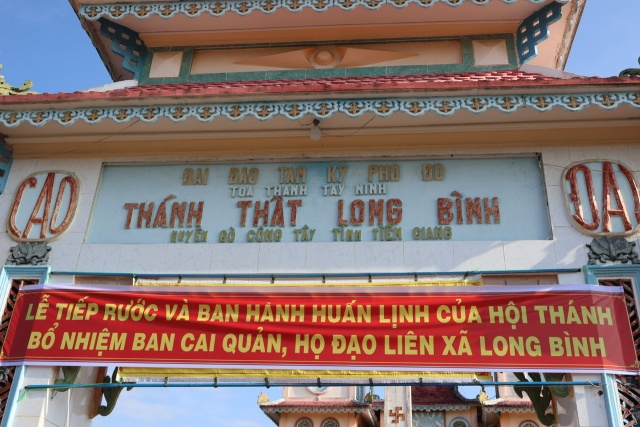 ĐẠI ĐẠO TAM KỲ PHỔ ĐỘ
TÒA THÁNH TÂY NINH
CAO
THÁNH THẤT LONG BÌNH
ĐÀI
HUYỆN GÒ CÔNG TÂY TỈNH TIỀN GIANG
LỄ TIẾP RƯỚC VÀ BAN HÀNH HUẤN LỊNH CỦA HỘI THÁNH
BỔ NHIỆM BAN CAI QUẢN, HỌ ĐẠO LIÊN XÃ LONG BÌNH